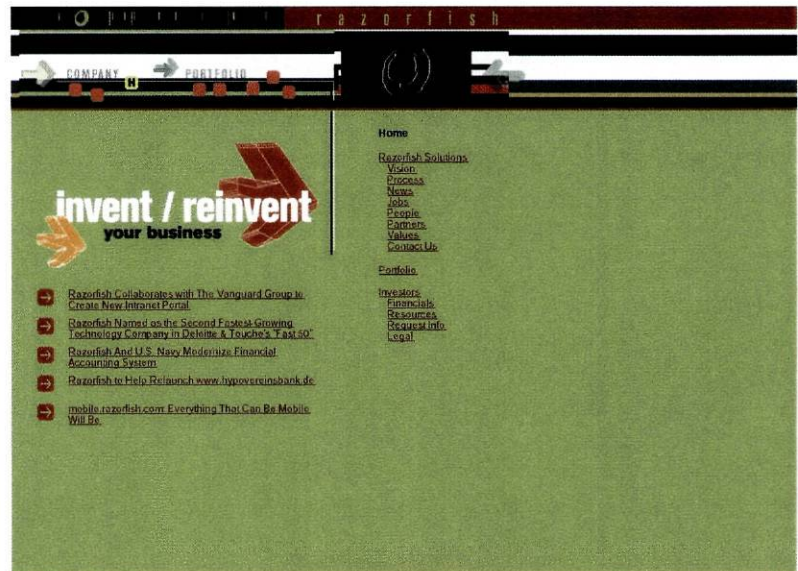 razorfish
COMPANY
H
PORTFOLIO
invent / reinvent
your business
Razorfish Collaborates with The Vanguard Group to
Create New Intranet Portal
Razorfish Named as the Second Fastest-Growing
Technology Company in Deloitte & Touche's "Fast 50"
Razorfish And U.S. Navy Modernize Financial
Accounting System
Razorfish to Help Relaunch www.hypovereinsbank.de
mobile.razorfish.com: Everything That Can Be Mobile
Will Be.
Home
Razorfish Solutions
Vision
Process
News
Jobs
People
Partners
Values
Contact Us
Portfolio
Investors
Financials
Resources
Request Info
Legal